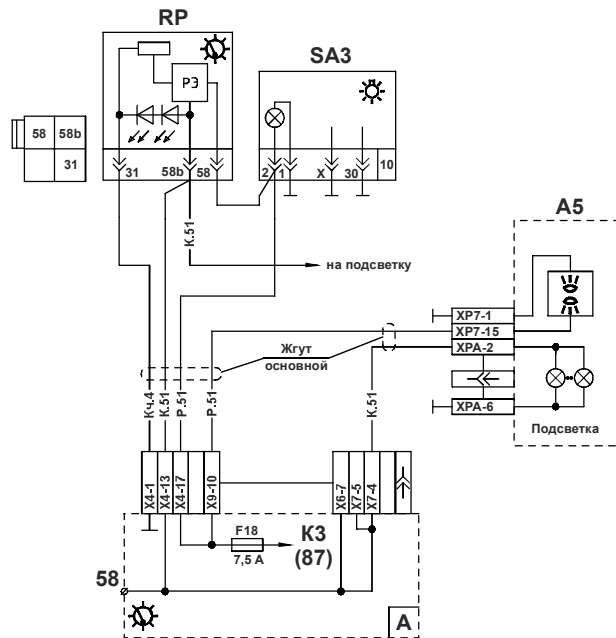 RP
SA3
РЗ
58 58b
31
31 58b 58
2 1 X 30 10
К.51
на подсветку
A5
XP7-1
XP7-15
XPA-2
XPA-6
Подсветка
Жгут
основной
Кч.4
К.51
Р.51
Р.51
К.51
X4-1
X4-13
X4-17
X9-10
X6-7
X7-5
X7-4
F18
7,5 А
К3
(87)
58
A